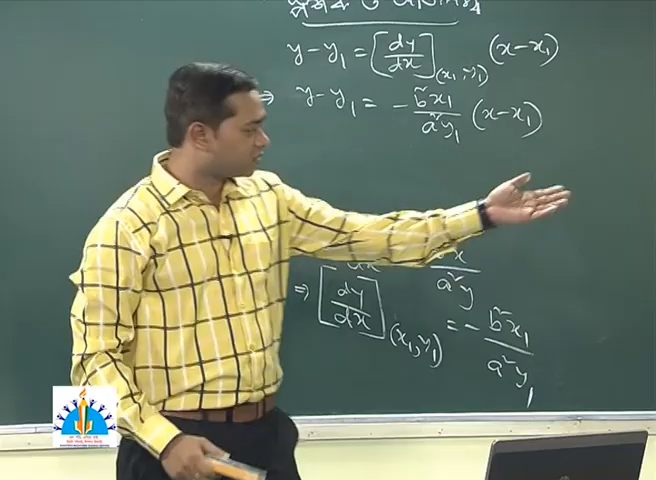 y-y₁ = [dy/dx](x₁,y₁) (x-x₁)
⇒ y-y₁ = - b²x₁/a²y₁ (x-x₁)
x
a²y
⇒ [dy/dx](x₁,y₁) = - b²x₁/a²y₁